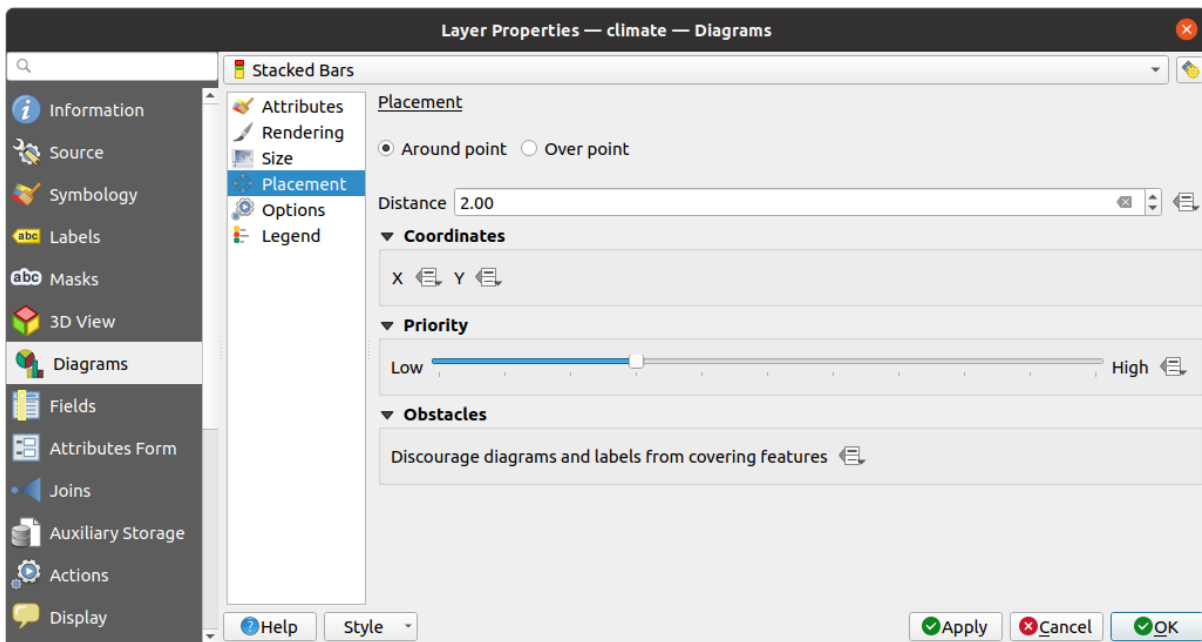 Layer Properties — climate — Diagrams
Stacked Bars
Information
Source
Symbology
abc Labels
abc Masks
3D View
Diagrams
Fields
Attributes Form
Joins
Auxiliary Storage
Actions
Display
Attributes
Rendering
Size
Placement
Options
Legend
Placement
Around point Over point
Distance 2.00
Coordinates
X Y
Priority
Low High
Obstacles
Discourage diagrams and labels from covering features
Help Style Apply Cancel OK